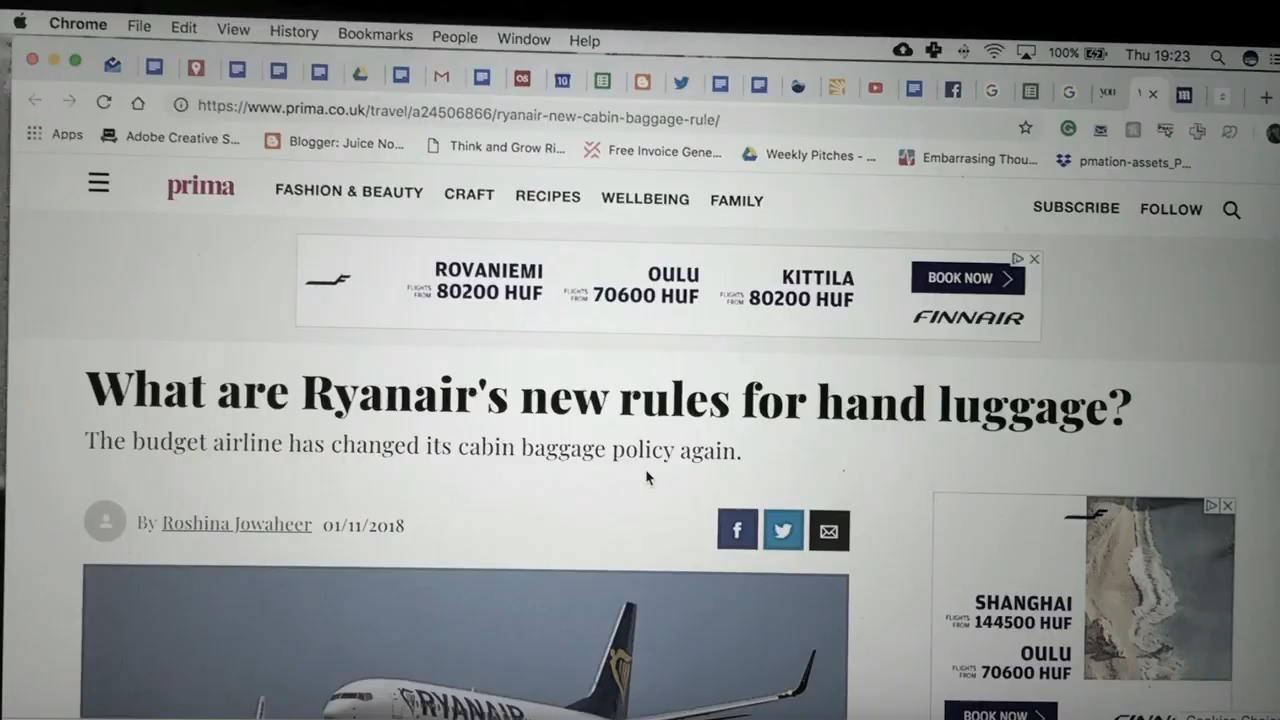 Chrome File Edit View History Bookmarks People Window Help 100% Thu 19:23
https://www.prima.co.uk/travel/a24506866/ryanair-new-cabin-baggage-rule/
Apps Adobe Creative S... Blogger: Juice No... Think and Grow Ri... Free Invoice Gene... Weekly Pitches - ... Embarrasing Thou... pmation-assets_P...
prima FASHION & BEAUTY CRAFT RECIPES WELLBEING FAMILY SUBSCRIBE FOLLOW
ROVANIEMI
FLIGHTS FROM 80200 HUF
OULU
FLIGHTS FROM 70600 HUF
KITTILA
FLIGHTS FROM 80200 HUF
BOOK NOW
FINNAIR
What are Ryanair's new rules for hand luggage?
The budget airline has changed its cabin baggage policy again.
By Roshina Jowaheer 01/11/2018
SHANGHAI
FLIGHTS FROM 144500 HUF
OULU
FLIGHTS FROM 70600 HUF
BOOK NOW
RYANAIR